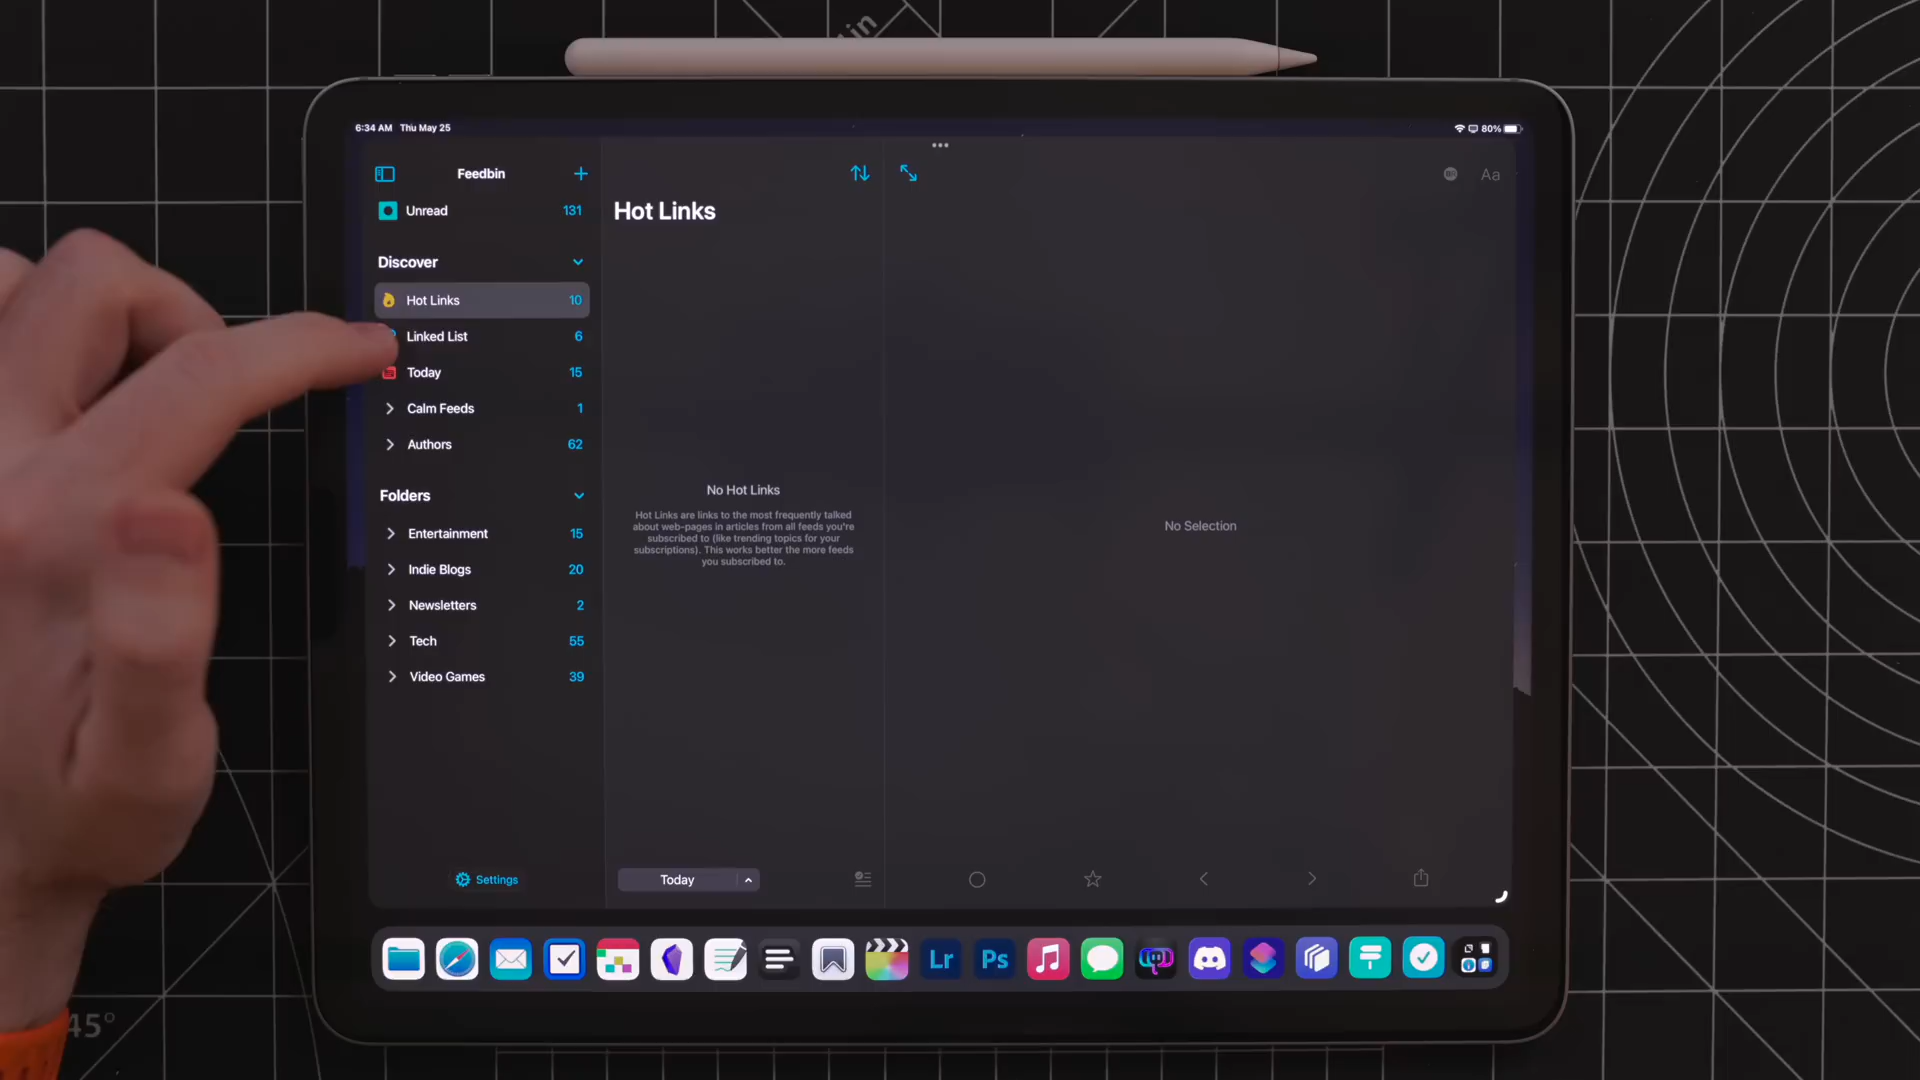 in
6:34 AM Thu May 25
80%
Feedbin
Aa
Unread 131
Hot Links
Discover
Hot Links 10
Linked List 6
Today 15
Calm Feeds 1
Authors 62
Folders
Entertainment 15
Indie Blogs 20
Newsletters 2
Tech 55
Video Games 39
No Hot Links
Hot Links are links to the most frequently talked
about web-pages in articles from all feeds you're
subscribed to (like trending topics for your
subscriptions). This works better the more feeds
you subscribed to.
No Selection
Settings
Today
Lr
Ps
45°